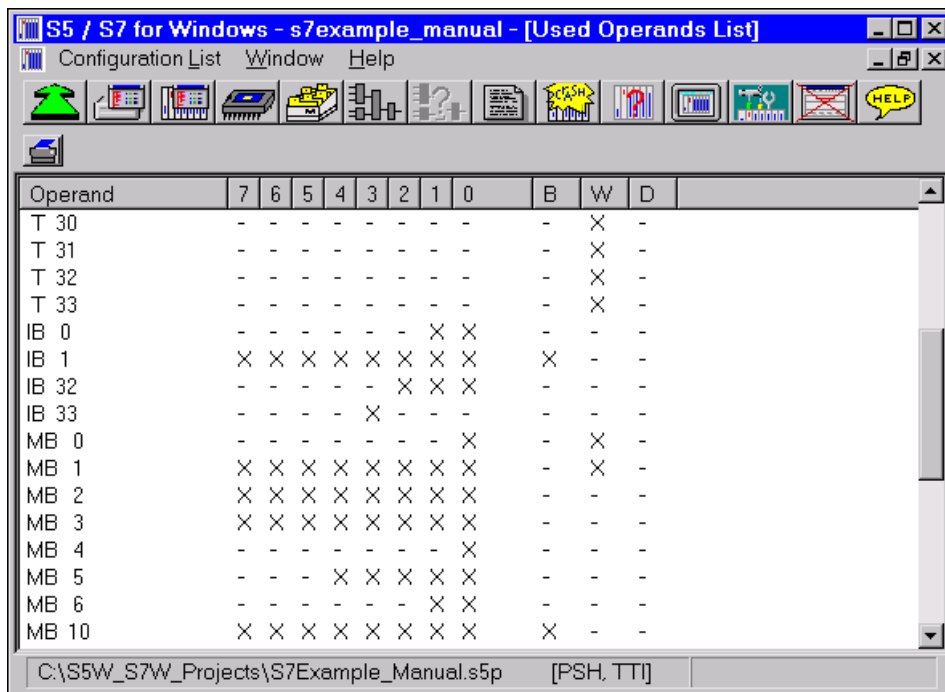 S5 / S7 for Windows - s7example_manual - [Used Operands List]
Configuration List Window Help
CRASH HELP
Operand 7 6 5 4 3 2 1 0 B W D
T 30 - - - - - - - - - X -
T 31 - - - - - - - - - X -
T 32 - - - - - - - - - X -
T 33 - - - - - - - - - X -
IB 0 - - - - - - X X - - -
IB 1 X X X X X X X X X - -
IB 32 - - - - - X X X - - -
IB 33 - - - - X - - - - - -
MB 0 - - - - - - - X - X -
MB 1 X X X X X X X X - X -
MB 2 X X X X X X X X - - -
MB 3 X X X X X X X X - - -
MB 4 - - - - - - - X - - -
MB 5 - - - X X X X X - - -
MB 6 - - - - - - X X - - -
MB 10 X X X X X X X X X - -
C:\S5W_S7W_Projects\S7Example_Manual.s5p [PSH, TTI]